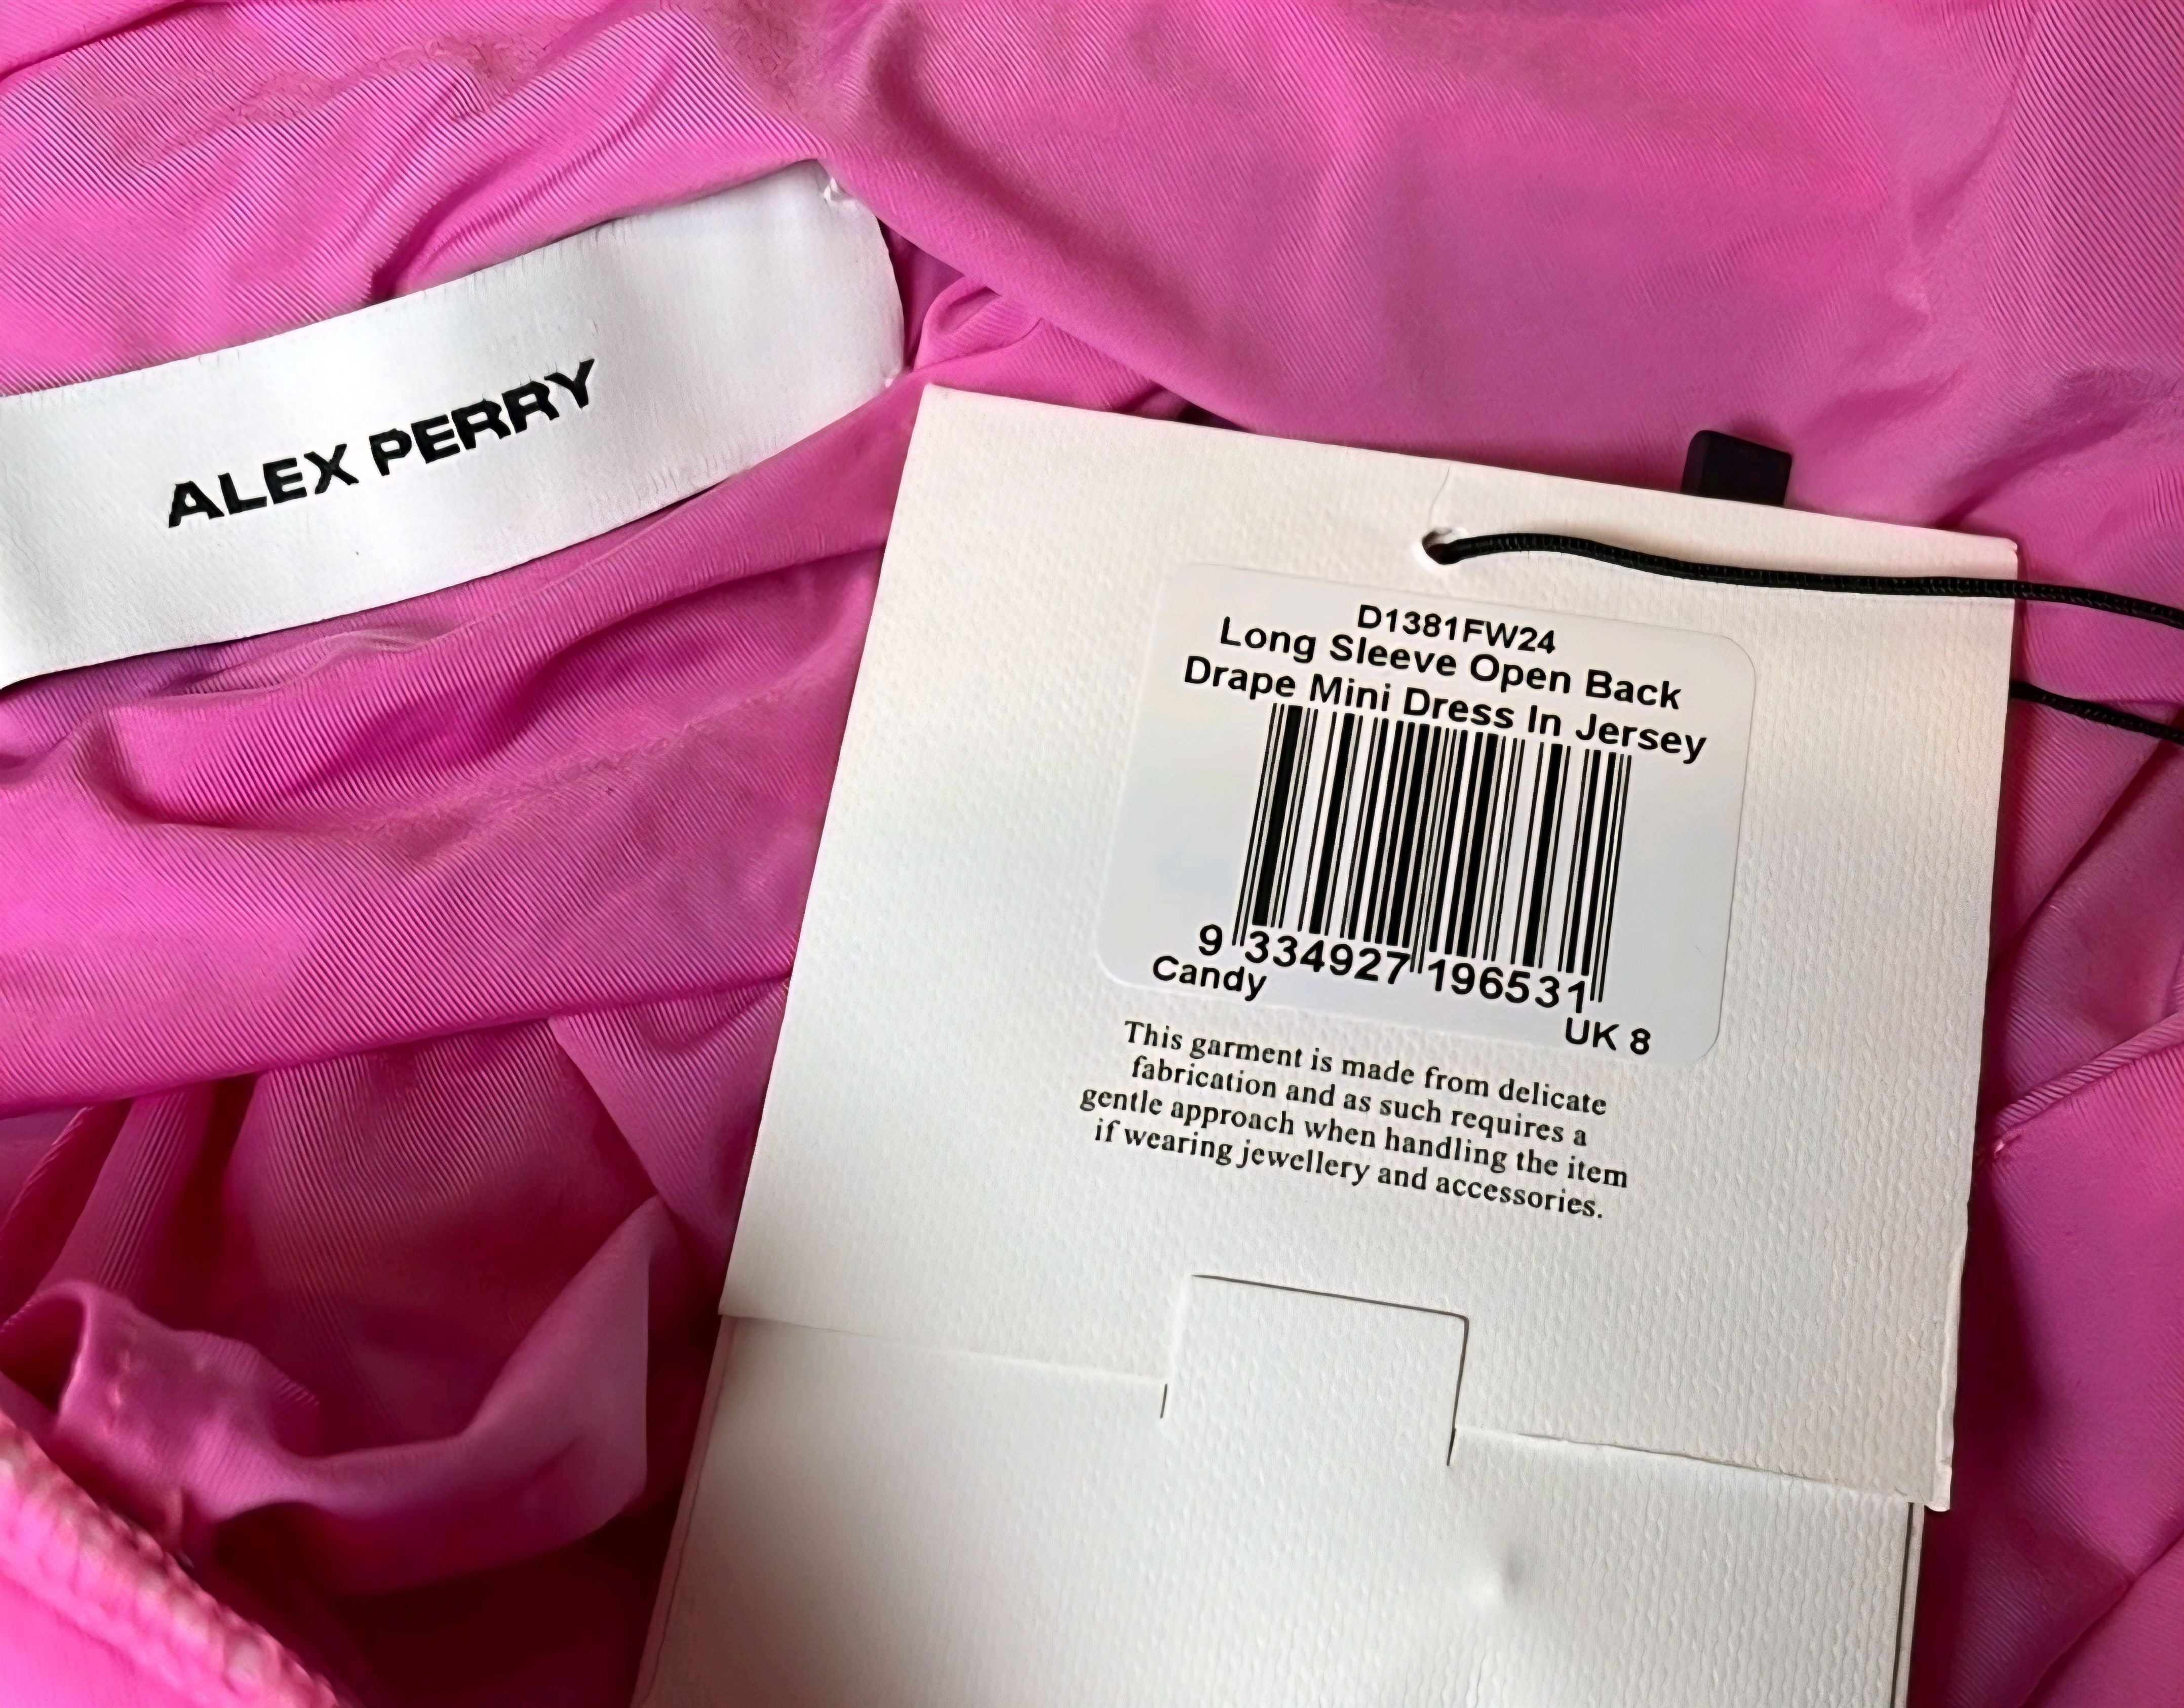 ALEX PERRY
D1381FW24
Long Sleeve Open Back
Drape Mini Dress In Jersey
9 334927 196531
Candy
UK 8
This garment is made from delicate
fabrication and as such requires a
gentle approach when handling the item
if wearing jewellery and accessories.